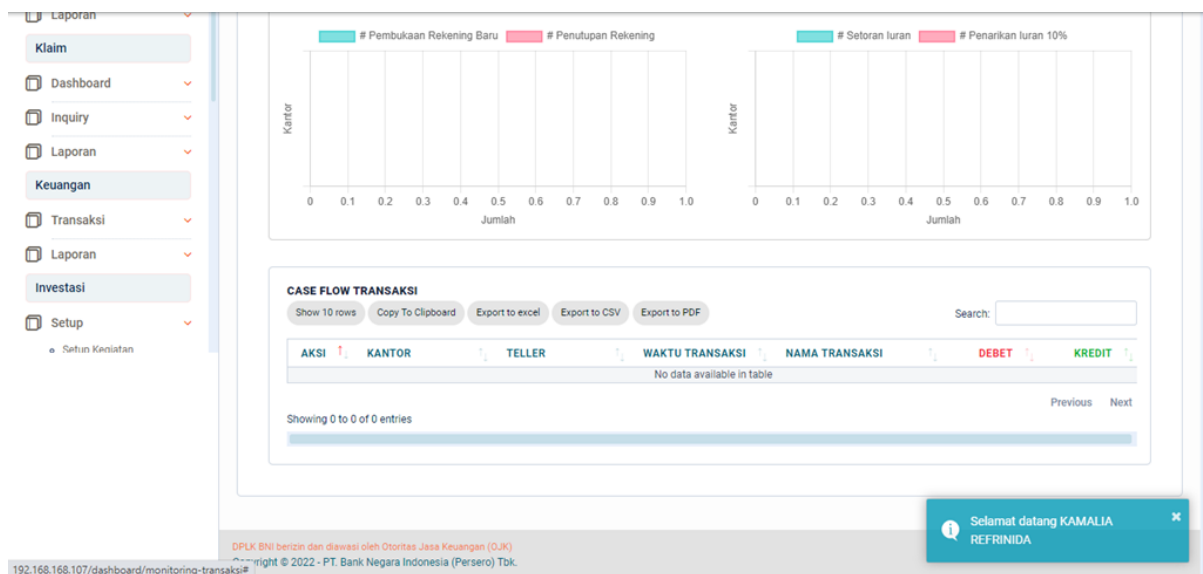 Laporan
Klaim
Dashboard
Inquiry
Laporan
Keuangan
Transaksi
Laporan
Investasi
Setup
Setup Kegiatan
# Pembukaan Rekening Baru # Penutupan Rekening
Kantor
0 0.1 0.2 0.3 0.4 0.5 0.6 0.7 0.8 0.9 1.0
Jumlah
# Setoran Iuran # Penarikan Iuran 10%
Kantor
0 0.1 0.2 0.3 0.4 0.5 0.6 0.7 0.8 0.9 1.0
Jumlah
CASE FLOW TRANSAKSI
Show 10 rows Copy To Clipboard Export to excel Export to CSV Export to PDF Search:
AKSI KANTOR TELLER WAKTU TRANSAKSI NAMA TRANSAKSI DEBET KREDIT
No data available in table
Previous Next
Showing 0 to 0 of 0 entries
Selamat datang KAMALIA
REFRINIDA
DPLK BNI berizin dan diawasi oleh Otoritas Jasa Keuangan (OJK)
© 2022 - PT. Bank Negara Indonesia (Persero) Tbk.
192.168.168.107/dashboard/monitoring-transaksi#